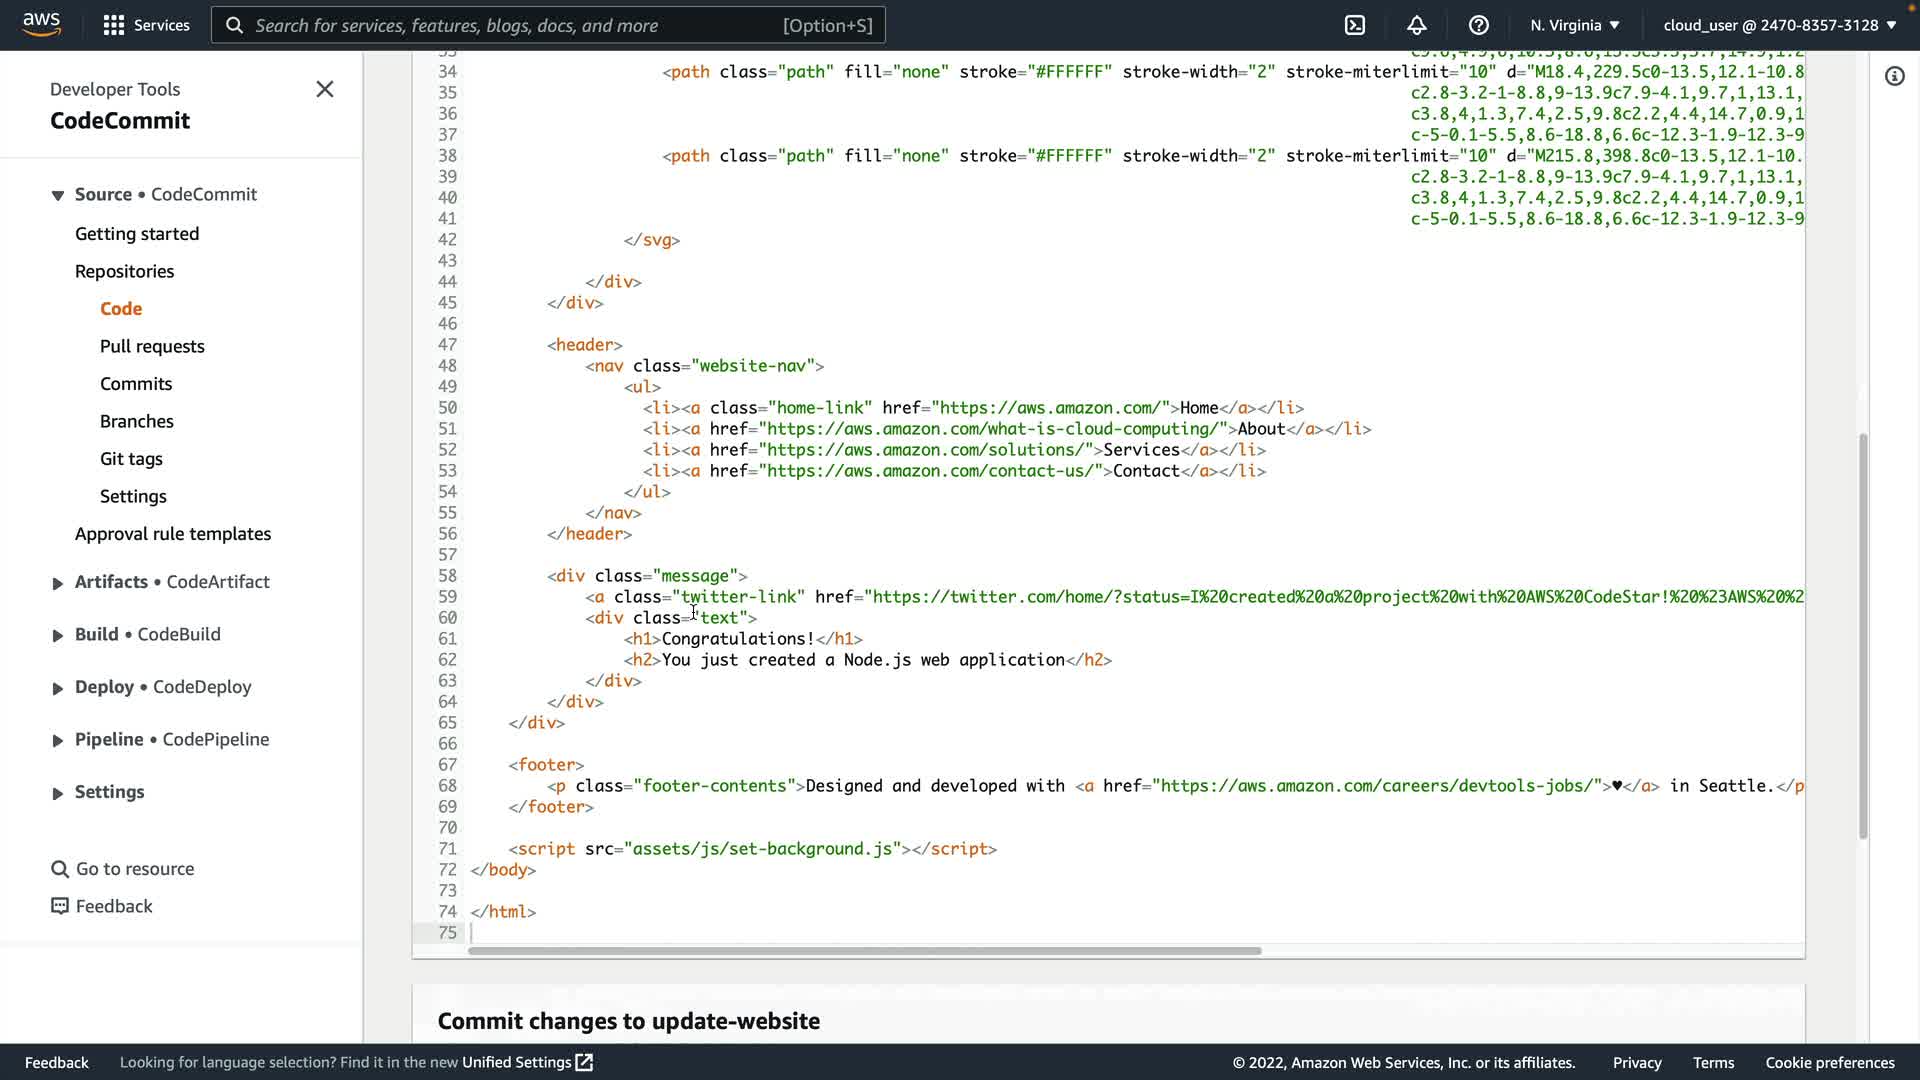 aws
Services
Search for services, features, blogs, docs, and more
[Option+S]
N. Virginia
cloud_user @ 2470-8357-3128
Developer Tools
CodeCommit
Source • CodeCommit
Getting started
Repositories
Code
Pull requests
Commits
Branches
Git tags
Settings
Approval rule templates
Artifacts • CodeArtifact
Build • CodeBuild
Deploy • CodeDeploy
Pipeline • CodePipeline
Settings
Go to resource
Feedback
34 <path class="path" fill="none" stroke="#FFFFFF" stroke-width="2" stroke-miterlimit="10" d="M18.4,229.5c0-13.5,12.1-10.8
35 c2.8-3.2-1-8.8,9-13.9c7.9-4.1,9.7,1,13.1,
36 c3.8,4,1.3,7.4,2.5,9.8c2.2,4.4,14.7,0.9,1
37 c-5-0.1-5.5,8.6-18.8,6.6c-12.3-1.9-12.3-9
38 <path class="path" fill="none" stroke="#FFFFFF" stroke-width="2" stroke-miterlimit="10" d="M215.8,398.8c0-13.5,12.1-10.
39 c2.8-3.2-1-8.8,9-13.9c7.9-4.1,9.7,1,13.1,
40 c3.8,4,1.3,7.4,2.5,9.8c2.2,4.4,14.7,0.9,1
41 c-5-0.1-5.5,8.6-18.8,6.6c-12.3-1.9-12.3-9
42 </svg>
43
44 </div>
45 </div>
46
47 <header>
48 <nav class="website-nav">
49 <ul>
50 <li><a class="home-link" href="https://aws.amazon.com/">Home</a></li>
51 <li><a href="https://aws.amazon.com/what-is-cloud-computing/">About</a></li>
52 <li><a href="https://aws.amazon.com/solutions/">Services</a></li>
53 <li><a href="https://aws.amazon.com/contact-us/">Contact</a></li>
54 </ul>
55 </nav>
56 </header>
57
58 <div class="message">
59 <a class="twitter-link" href="https://twitter.com/home/?status=I%20created%20a%20project%20with%20AWS%20CodeStar!%20%23AWS%20%2
60 <div class="text">
61 <h1>Congratulations!</h1>
62 <h2>You just created a Node.js web application</h2>
63 </div>
64 </div>
65 </div>
66
67 <footer>
68 <p class="footer-contents">Designed and developed with <a href="https://aws.amazon.com/careers/devtools-jobs/">♥</a> in Seattle.</p
69 </footer>
70
71 <script src="assets/js/set-background.js"></script>
72 </body>
73
74 </html>
75
Commit changes to update-website
Feedback
Looking for language selection? Find it in the new Unified Settings
© 2022, Amazon Web Services, Inc. or its affiliates.
Privacy
Terms
Cookie preferences